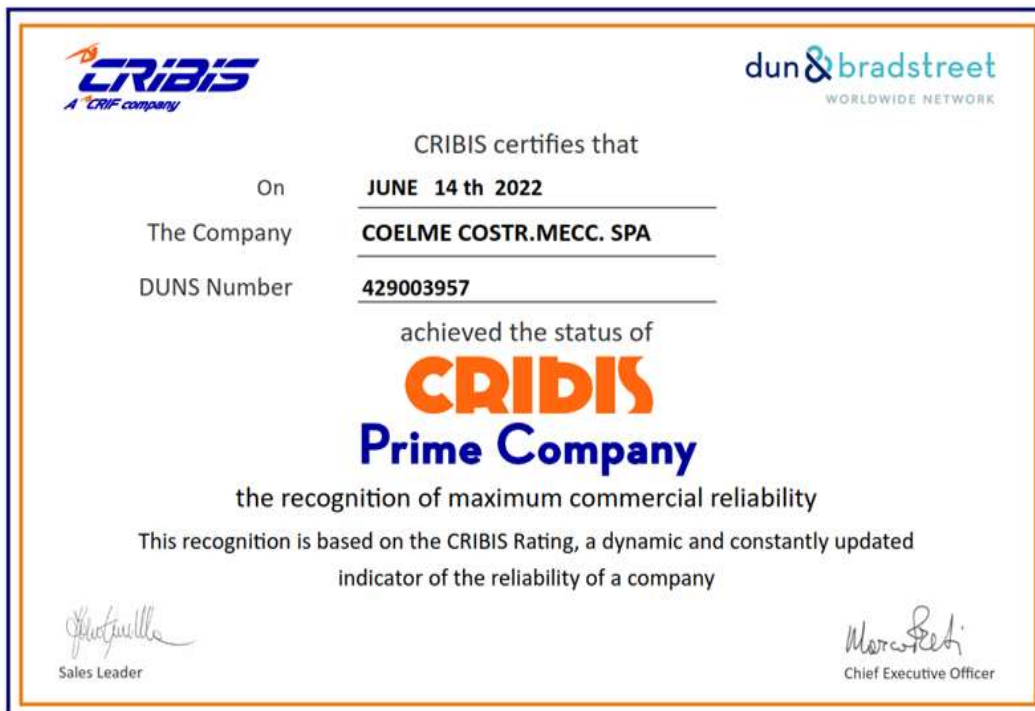 CRIBIS
A CRIF company
dun & bradstreet
WORLDWIDE NETWORK
CRIBIS certifies that
On JUNE 14 th 2022
The Company COELME COSTR.MECC. SPA
DUNS Number 429003957
achieved the status of
CRIBIS
Prime Company
the recognition of maximum commercial reliability
This recognition is based on the CRIBIS Rating, a dynamic and constantly updated
indicator of the reliability of a company
Marco Preti
Sales Leader
Chief Executive Officer